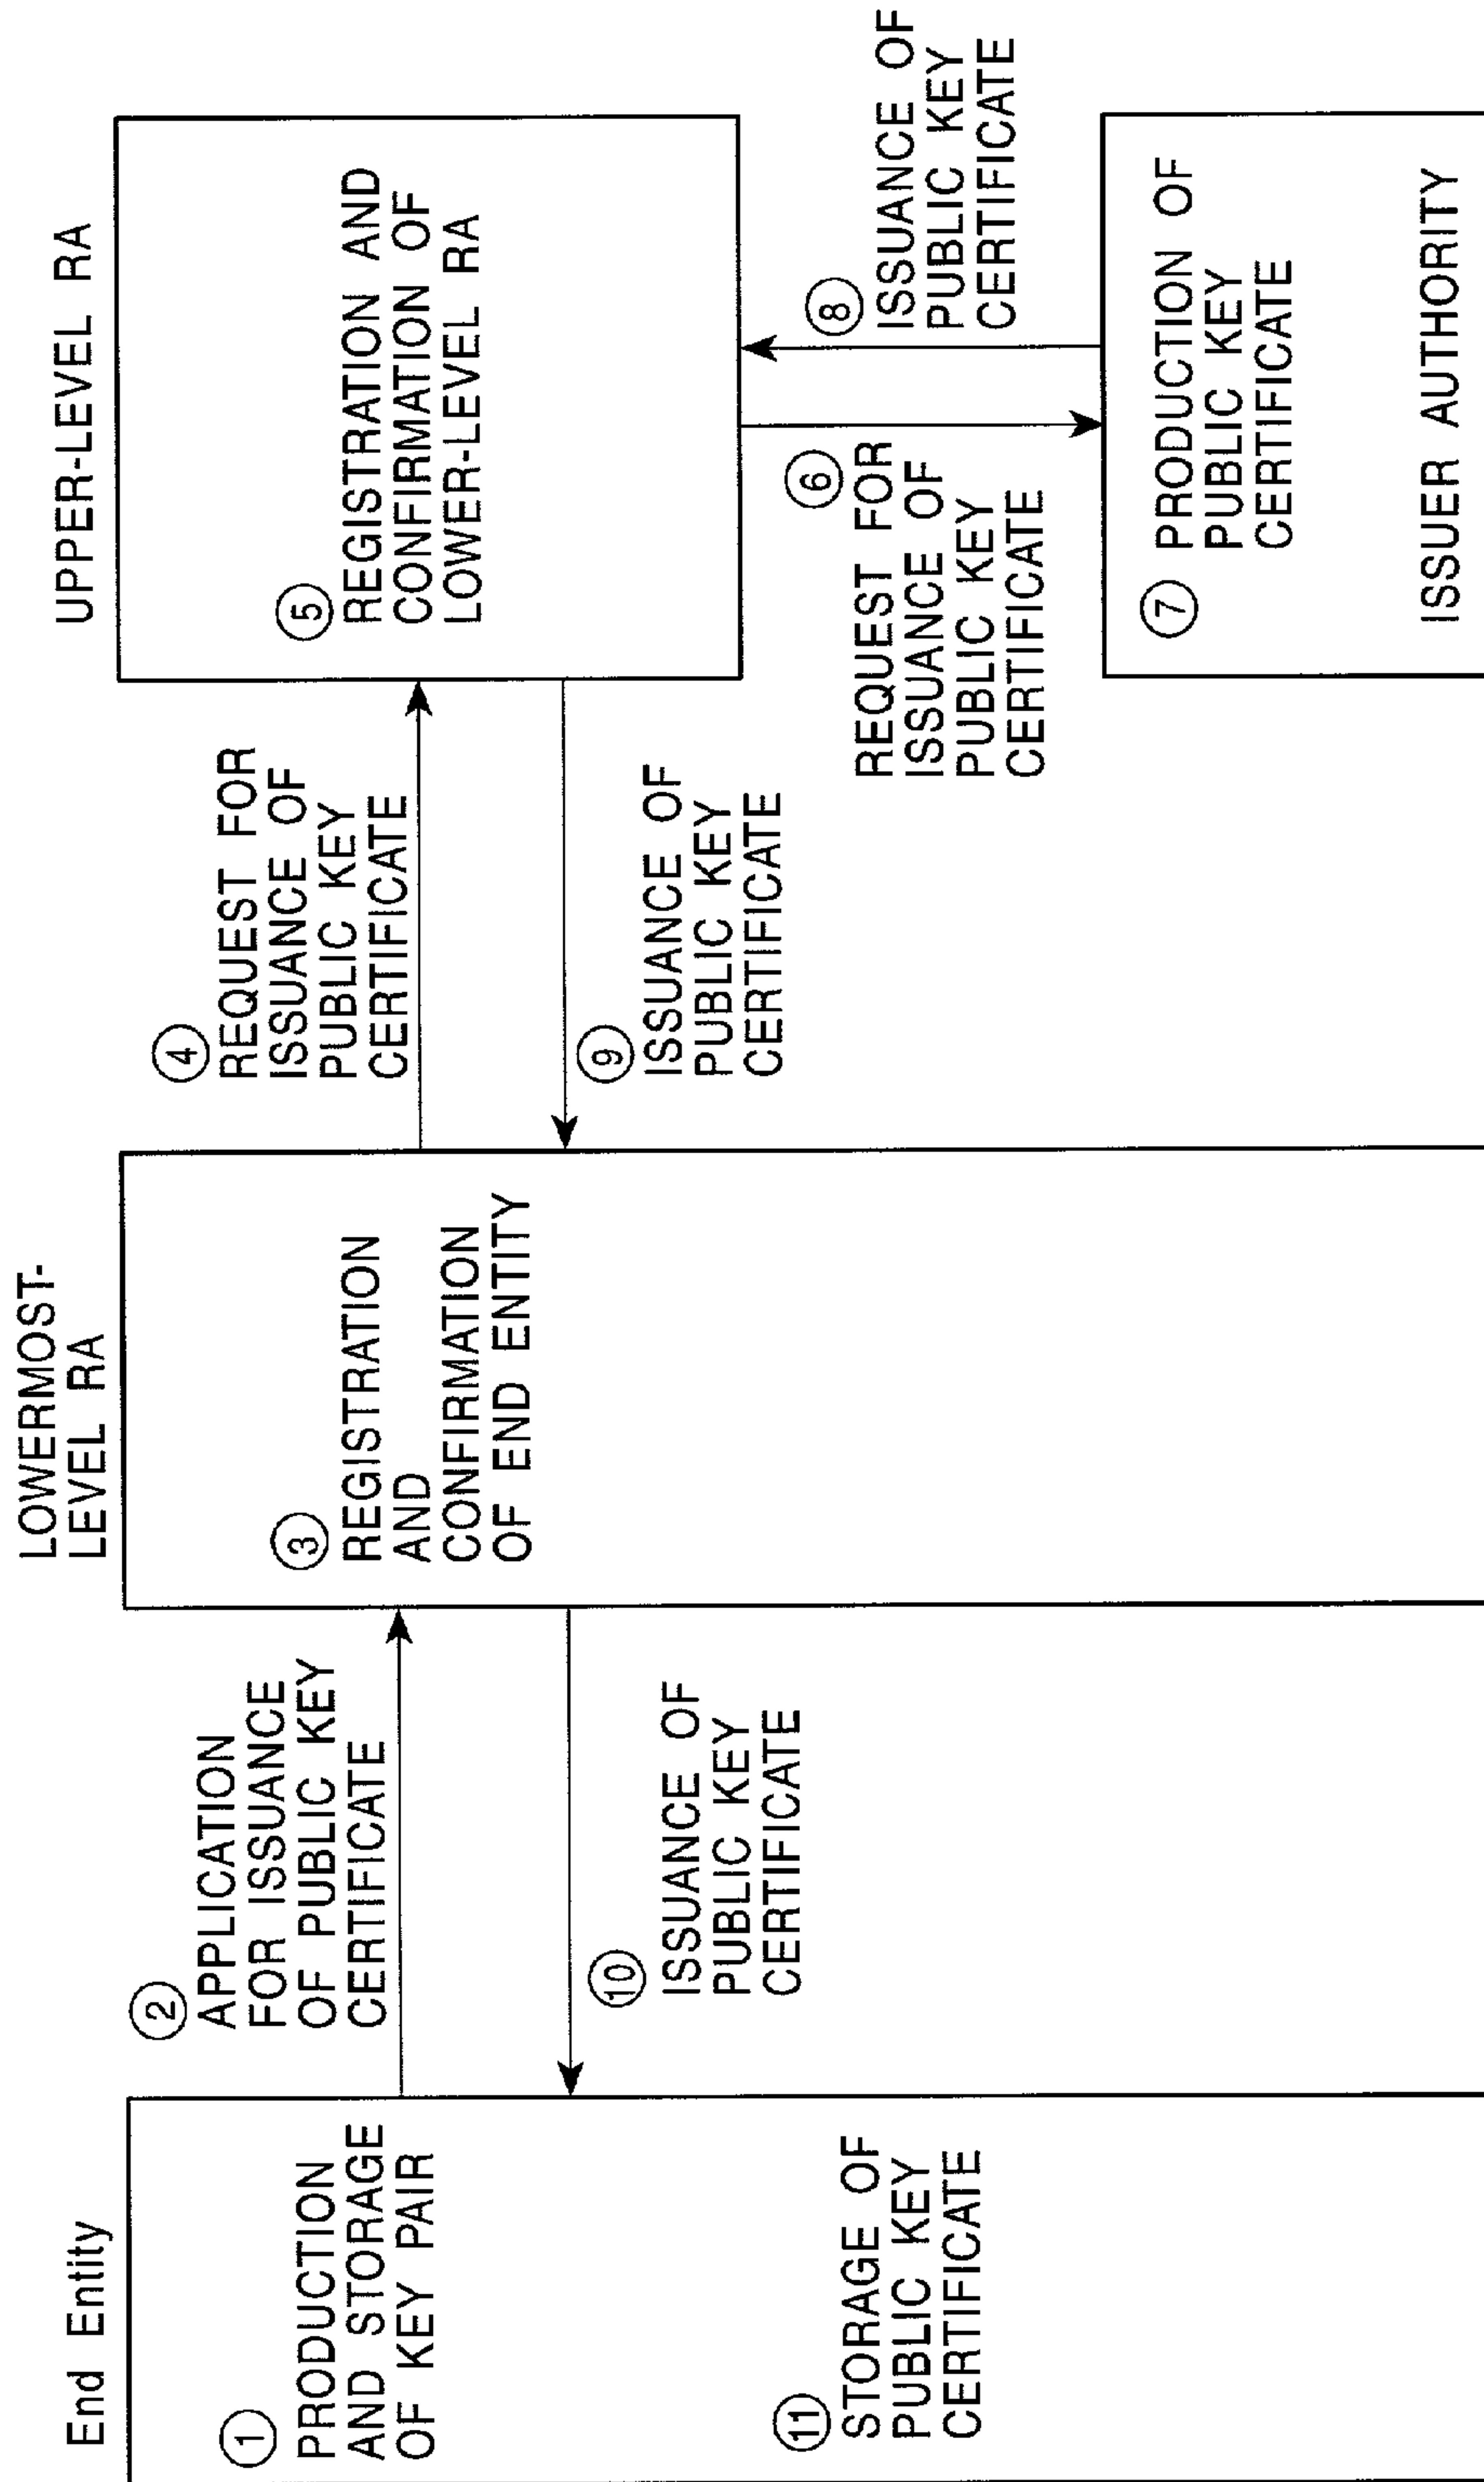 End Entity
① PRODUCTION
AND STORAGE
OF KEY PAIR
⑪ STORAGE OF
PUBLIC KEY
CERTIFICATE
② APPLICATION
FOR ISSUANCE
OF PUBLIC KEY
CERTIFICATE
⑩ ISSUANCE OF
PUBLIC KEY
CERTIFICATE
LOWERMOST-
LEVEL RA
③ REGISTRATION
AND
CONFIRMATION
OF END ENTITY
④ REQUEST FOR
ISSUANCE OF
PUBLIC KEY
CERTIFICATE
⑨ ISSUANCE OF
PUBLIC KEY
CERTIFICATE
UPPER-LEVEL RA
⑤ REGISTRATION AND
CONFIRMATION OF
LOWER-LEVEL RA
⑥ REQUEST FOR
ISSUANCE OF
PUBLIC KEY
CERTIFICATE
⑧ ISSUANCE OF
PUBLIC KEY
CERTIFICATE
⑦ PRODUCTION OF
PUBLIC KEY
CERTIFICATE
ISSUER AUTHORITY